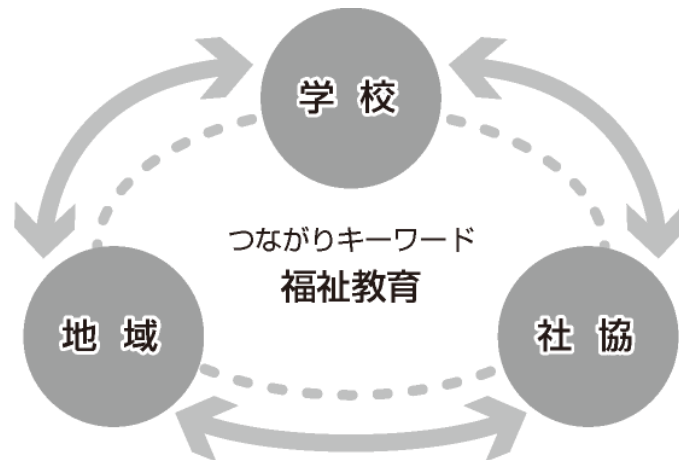 学校
つながりキーワード
福祉教育
地域
社協